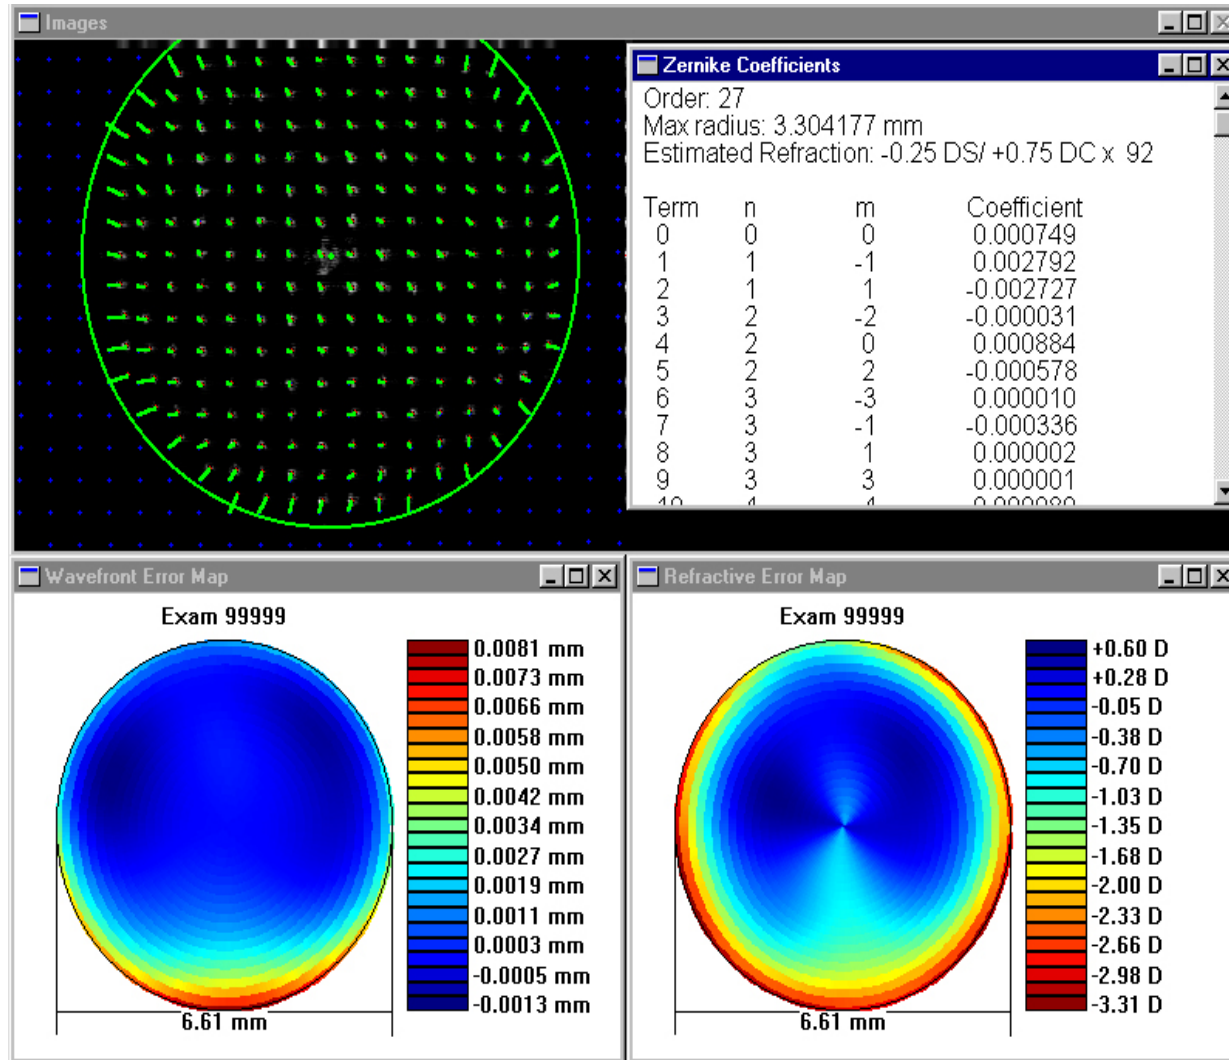 Images
Zernike Coefficients
Order: 27
Max radius: 3.304177 mm
Estimated Refraction: -0.25 DS/ +0.75 DC x 92
Term n m Coefficient
0 0 0 0.000749
1 1 -1 0.002792
2 1 1 -0.002727
3 2 -2 -0.000031
4 2 0 0.000884
5 2 2 -0.000578
6 3 -3 0.000010
7 3 -1 -0.000336
8 3 1 0.000002
9 3 3 0.000001
Wavefront Error Map
Exam 99999
0.0081 mm
0.0073 mm
0.0066 mm
0.0058 mm
0.0050 mm
0.0042 mm
0.0034 mm
0.0027 mm
0.0019 mm
0.0011 mm
0.0003 mm
-0.0005 mm
-0.0013 mm
6.61 mm
Refractive Error Map
Exam 99999
+0.60 D
+0.28 D
-0.05 D
-0.38 D
-0.70 D
-1.03 D
-1.35 D
-1.68 D
-2.00 D
-2.33 D
-2.66 D
-2.98 D
-3.31 D
6.61 mm